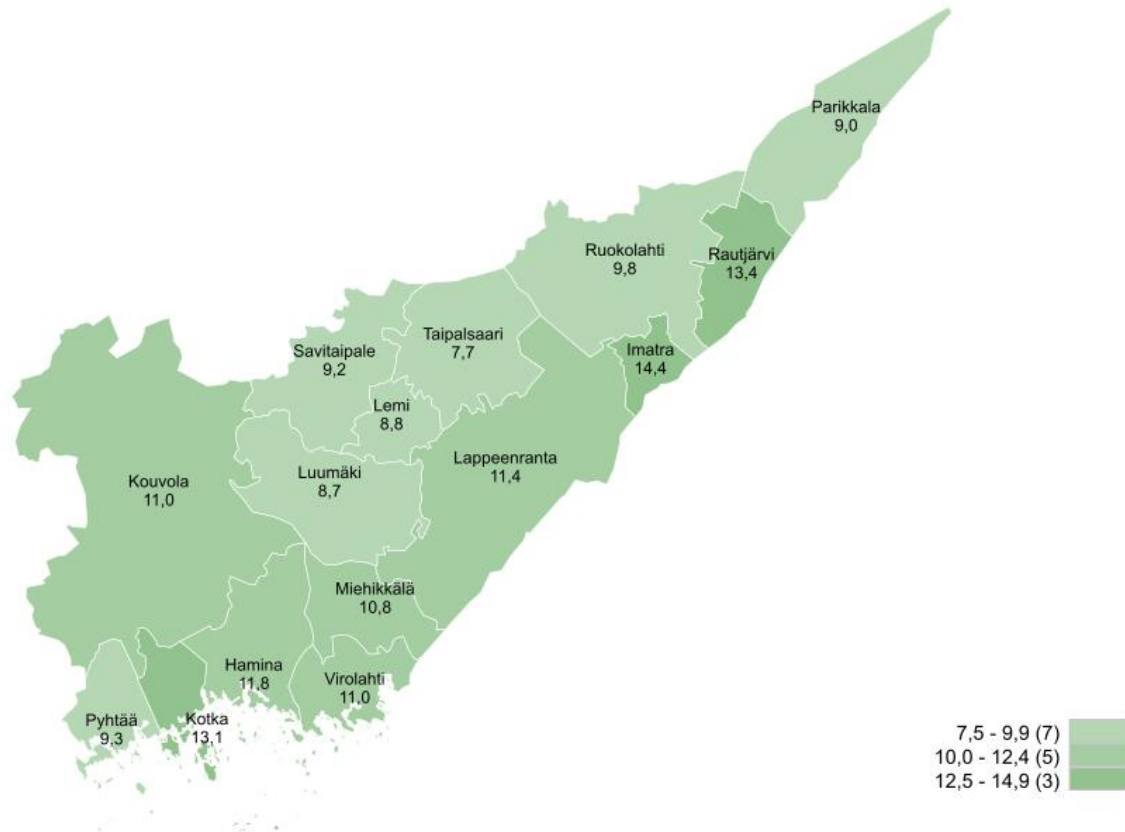 Parikkala
9,0
Ruokolahti
9,8
Rautjärvi
13,4
Taipalsaari
7,7
Imatra
14,4
Savitaipale
9,2
Lemi
8,8
Lappeenranta
11,4
Luumäki
8,7
Kouvola
11,0
Miehikkälä
10,8
Hamina
11,8
Virolahti
11,0
Pyhtää
9,3
Kotka
13,1
7,5 - 9,9 (7)
10,0 - 12,4 (5)
12,5 - 14,9 (3)